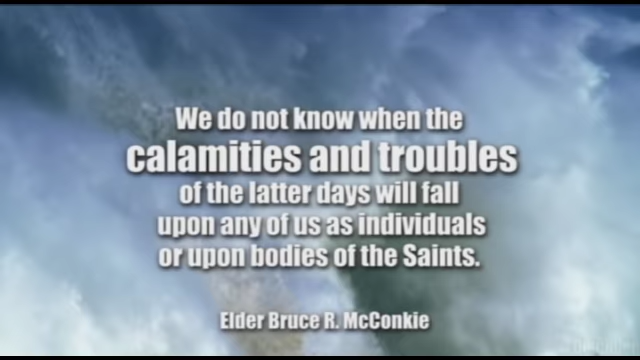 We do not know when the
calamities and troubles
of the latter days will fall
upon any of us as individuals
or upon bodies of the Saints.
Elder Bruce R. McConkie